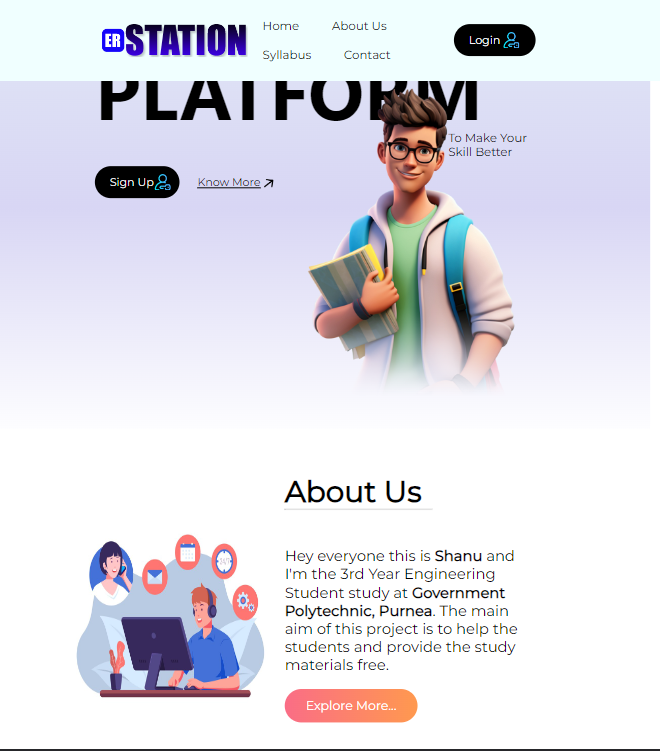 ERSTATION
Home About Us
Syllabus Contact
Login
PLATFORM
To Make Your
Skill Better
Sign Up
Know More
About Us
Hey everyone this is Shanu and
I'm the 3rd Year Engineering
Student study at Government
Polytechnic, Purnea. The main
aim of this project is to help the
students and provide the study
materials free.
Explore More...